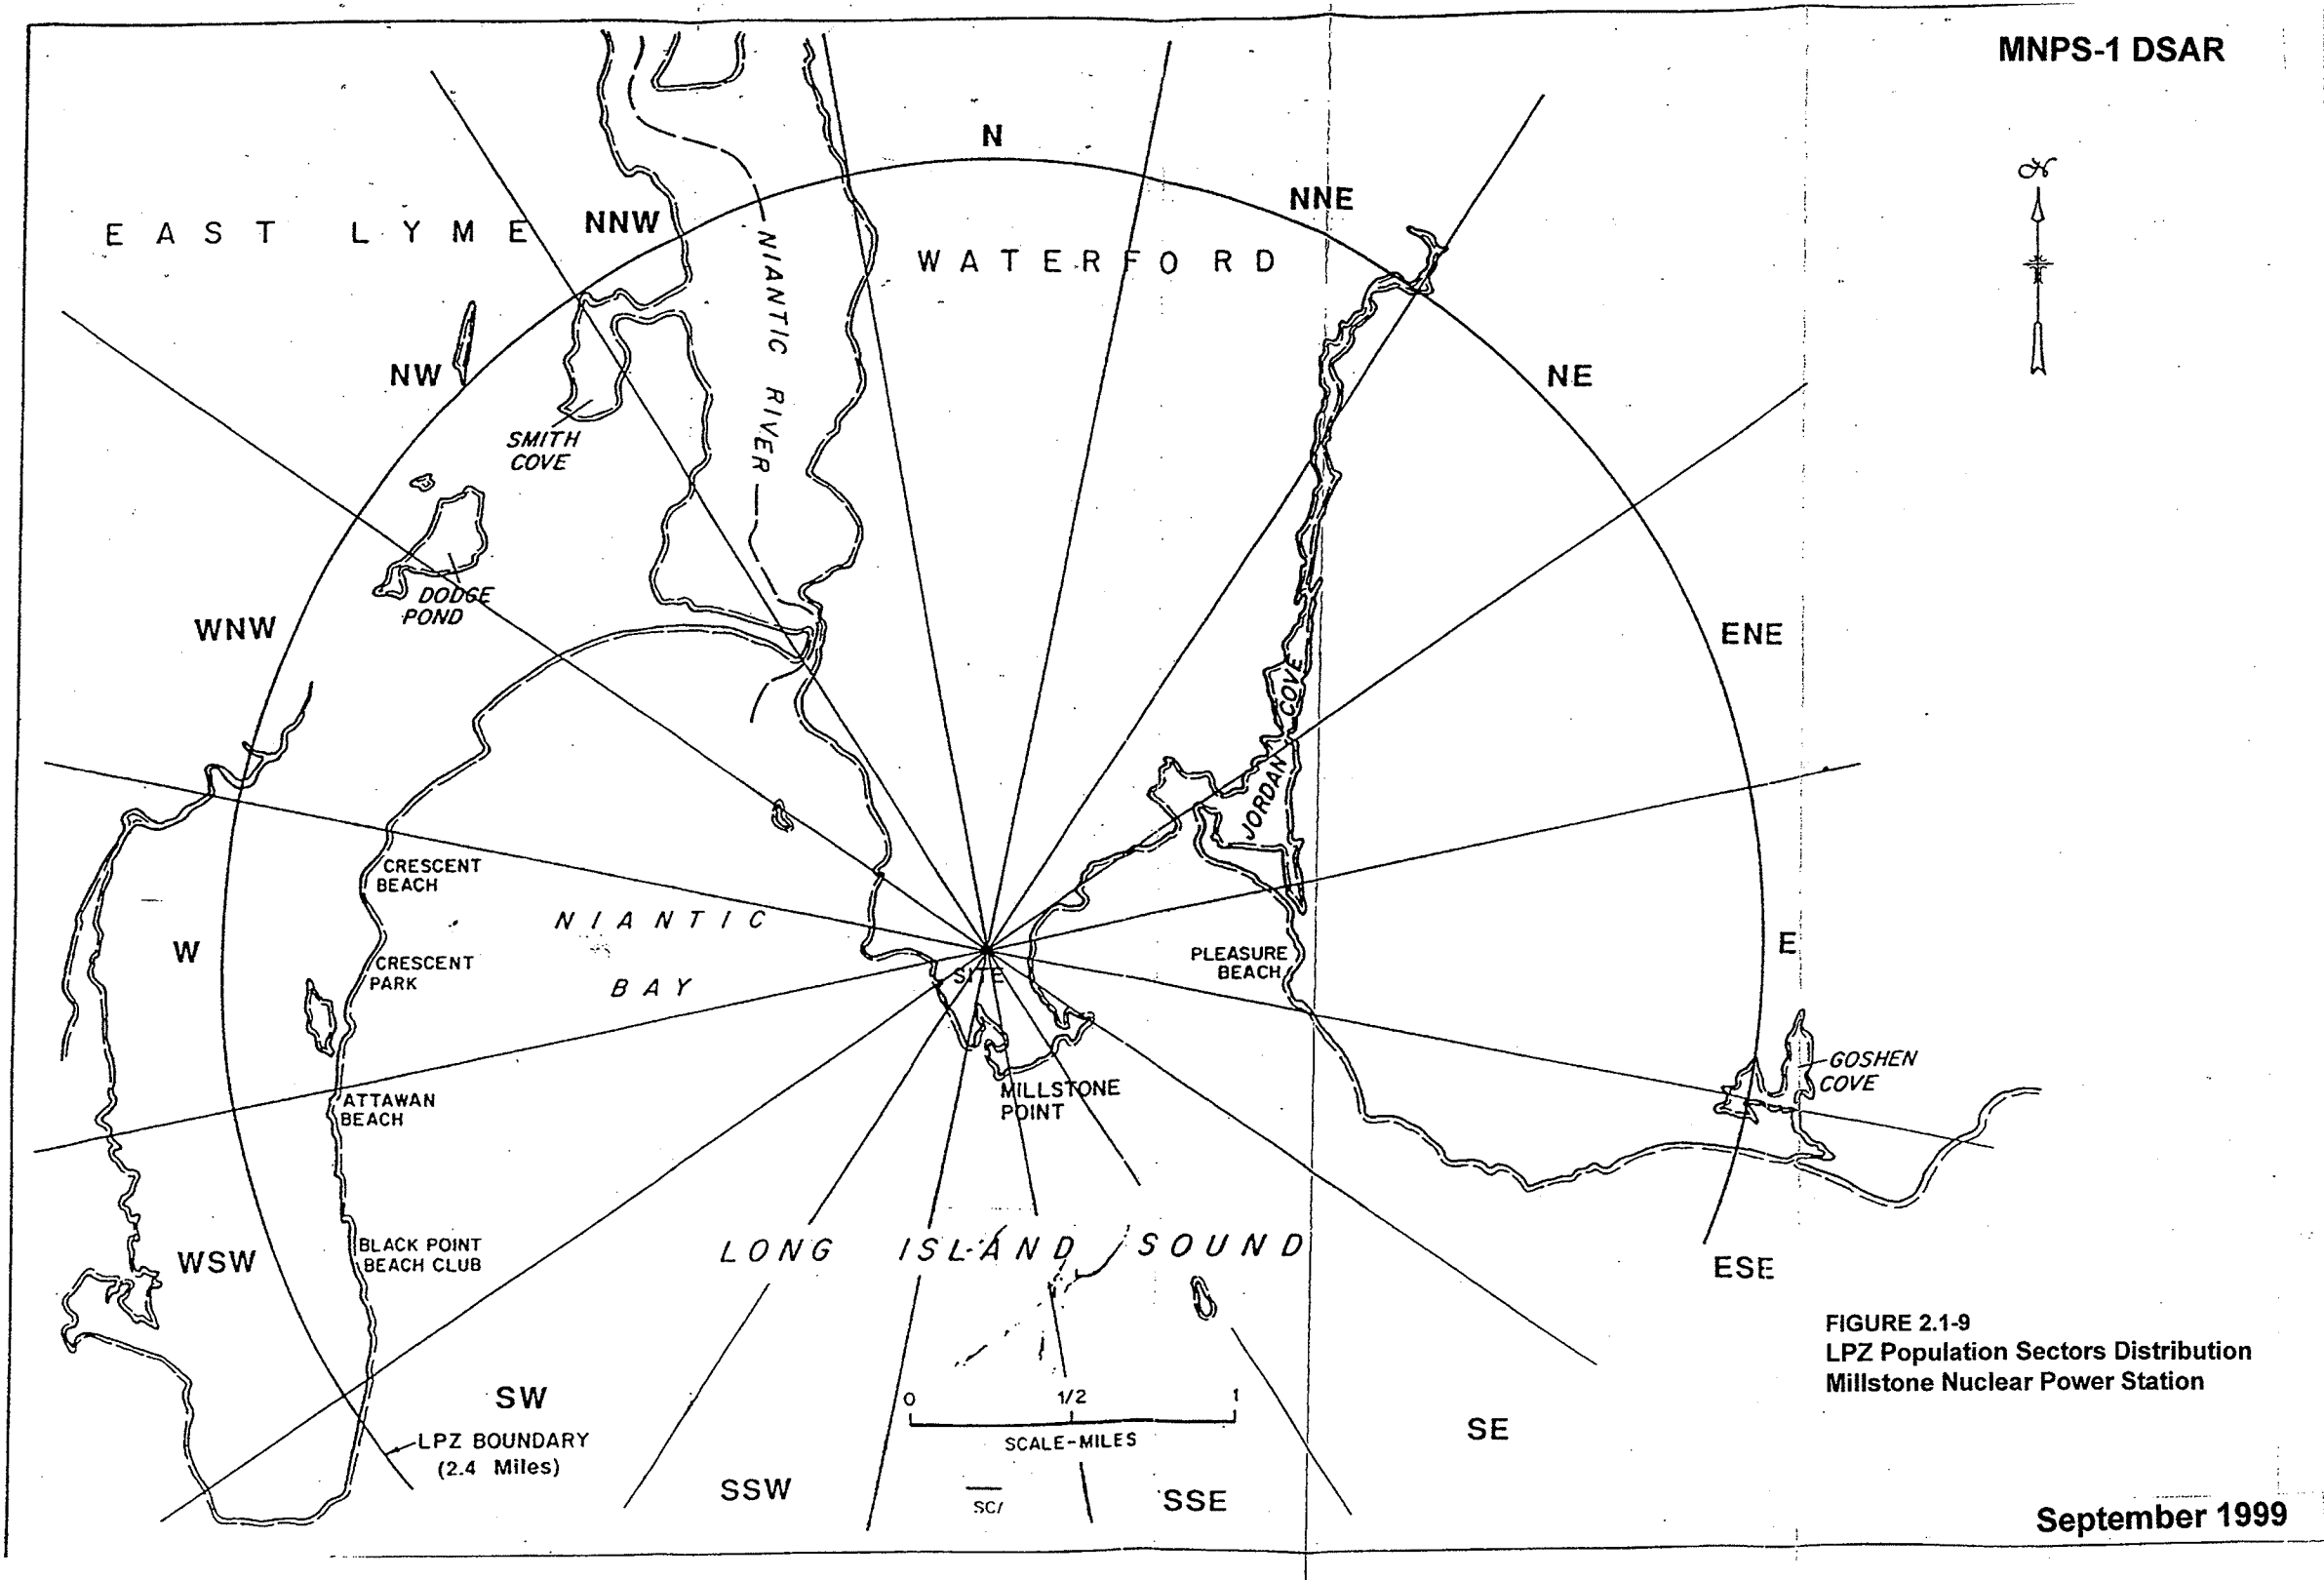 MNPS-1 DSAR
N
N
NNE
NNW
EAST LYME
WATERFORD
NIANTIC RIVER
NW
NE
SMITH
COVE
DODGE
POND
WNW
ENE
JORDAN COVE
CRESCENT
BEACH
NIANTIC
BAY
W
CRESCENT
PARK
SITE
PLEASURE
BEACH
E
GOSHEN
COVE
ATTAWAN
BEACH
MILLSTONE
POINT
WSW
BLACK POINT
BEACH CLUB
LONG ISLAND SOUND
ESE
FIGURE 2.1-9
LPZ Population Sectors Distribution
Millstone Nuclear Power Station
SW
LPZ BOUNDARY
(2.4 Miles)
0 1/2 1
SCALE-MILES
SE
SSW
SSE
September 1999